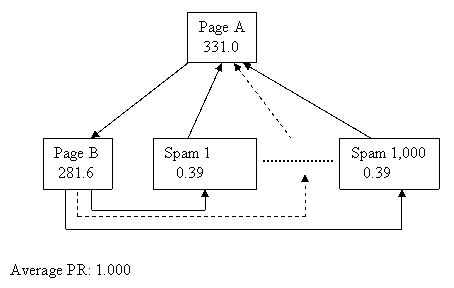 Page A
331.0
Page B
281.6
Spam 1
0.39
Spam 1,000
0.39
Average PR: 1.000